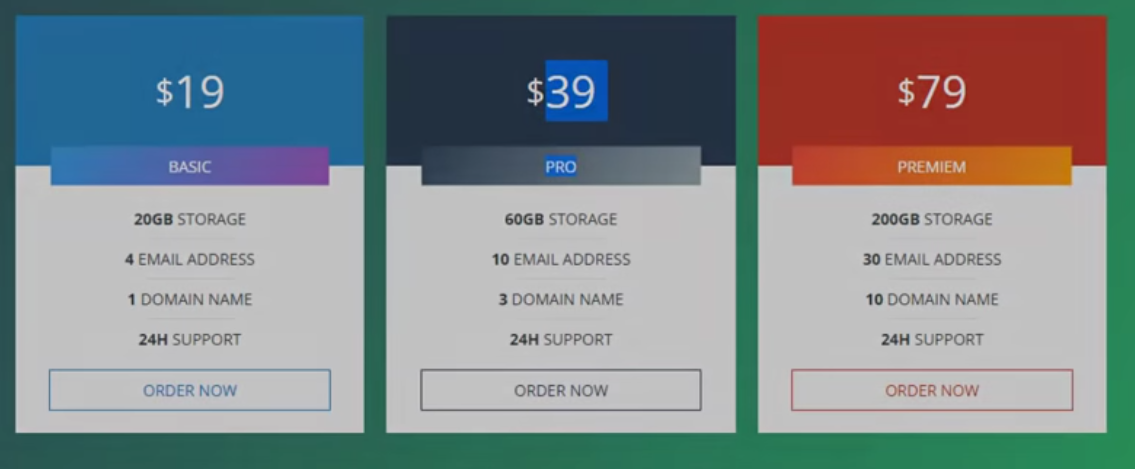 $19
BASIC
20GB STORAGE
4 EMAIL ADDRESS
1 DOMAIN NAME
24H SUPPORT
ORDER NOW
$39
PRO
60GB STORAGE
10 EMAIL ADDRESS
3 DOMAIN NAME
24H SUPPORT
ORDER NOW
$79
PREMIEM
200GB STORAGE
30 EMAIL ADDRESS
10 DOMAIN NAME
24H SUPPORT
ORDER NOW